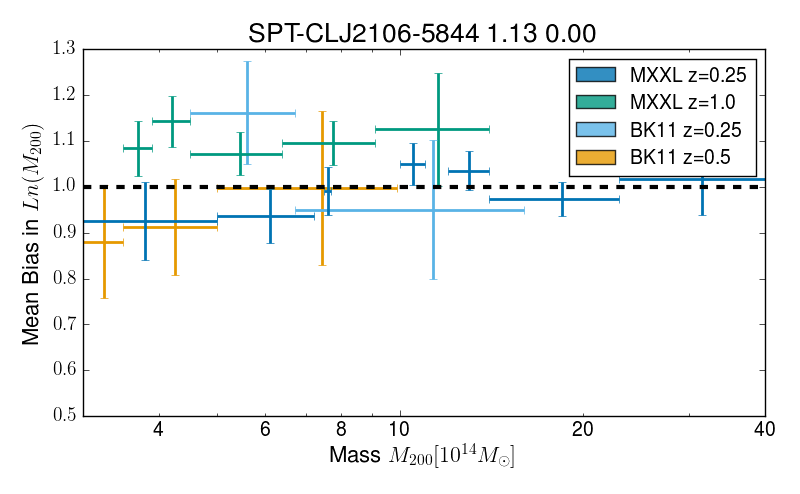 SPT-CLJ2106-5844 1.13 0.00
1.3
1.2
1.1
1.0
0.9
0.8
0.7
0.6
0.5
Mean Bias in Ln(M200)
MXXL z=0.25
MXXL z=1.0
BK11 z=0.25
BK11 z=0.5
4 6 8 10 20 40
Mass M200[10^14 M⊙]